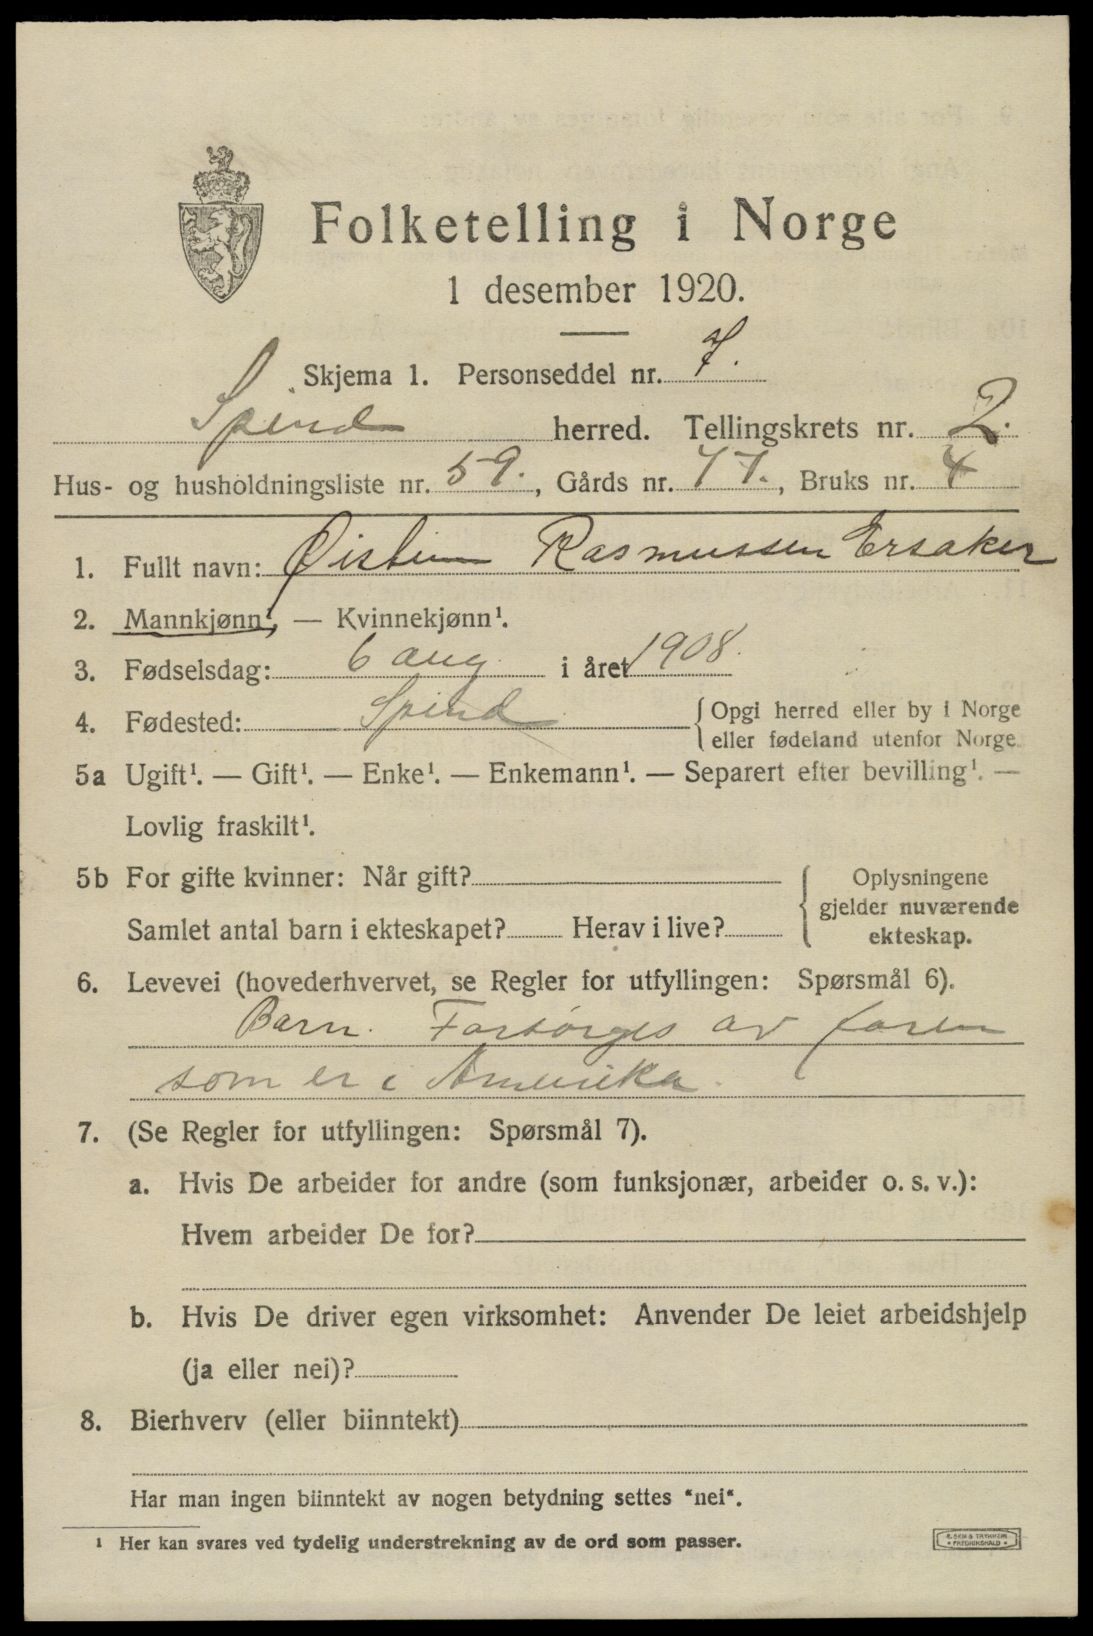 Folketelling i Norge
1 desember 1920.
Skjema 1. Personseddel nr. 7.
Spind herred. Tellingskrets nr. 2.
Hus- og husholdningsliste nr. 59., Gårds nr. 77., Bruks nr. 4
1. Fullt navn: Øistein Rasmussen Ersaker
2. Mannkjønn¹, — Kvinnekjønn¹.
3. Fødselsdag: 6 aug. i året 1908.
4. Fødested: Spind {Opgi herred eller by i Norge
eller fødeland utenfor Norge.
5a Ugift¹. — Gift¹. — Enke¹. — Enkemann¹. — Separert efter bevilling¹. —
Lovlig fraskilt¹.
5b For gifte kvinner: Når gift? {Oplysningene
gjelder nuværende
ekteskap.
Samlet antal barn i ekteskapet? Herav i live?
6. Levevei (hovederhvervet, se Regler for utfyllingen: Spørsmål 6).
Barn. Forsørges av faren
som er i Amerika.
7. (Se Regler for utfyllingen: Spørsmål 7).
a. Hvis De arbeider for andre (som funksjonær, arbeider o. s. v.):
Hvem arbeider De for?
b. Hvis De driver egen virksomhet: Anvender De leiet arbeidshjelp
(ja eller nei)?
8. Bierhverv (eller biinntekt)
Har man ingen biinntekt av nogen betydning settes "nei".
¹ Her kan svares ved tydelig understrekning av de ord som passer.